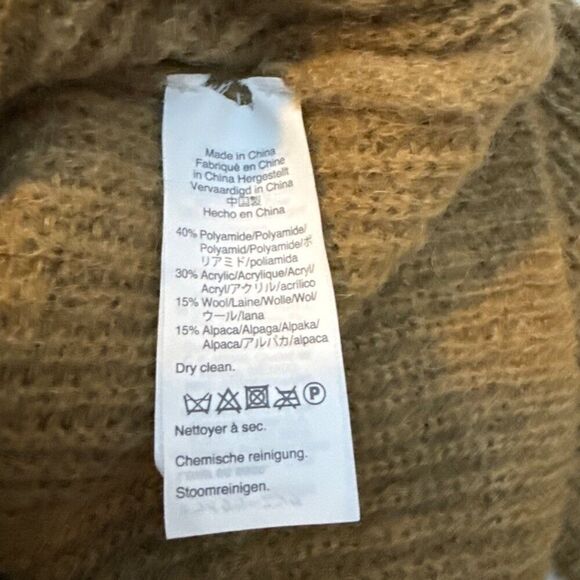 Made in China
Fabriqué en Chine
in China Hergestellt
Vervaardigd in China
中国製
Hecho en China
40% Polyamide/Polyamide/
Polyamid/Polyamide/ポ
リアミド/poliamida
30% Acrylic/Acrylique/Acryl/
Acryl/アクリル/acrilico
15% Wool/Laine/Wolle/Wol/
ウール/lana
15% Alpaca/Alpaga/Alpaka/
Alpaca/アルパカ/alpaca
Dry clean.
P
Nettoyer à sec.
Chemische reinigung.
Stoomreinigen.